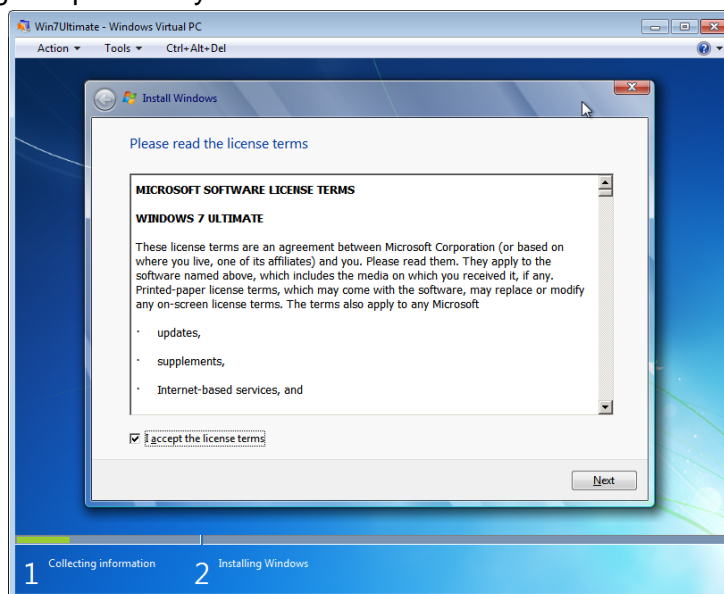 Win7Ultimate - Windows Virtual PC
Action Tools Ctrl+Alt+Del
Install Windows
Please read the license terms
MICROSOFT SOFTWARE LICENSE TERMS
WINDOWS 7 ULTIMATE
These license terms are an agreement between Microsoft Corporation (or based on
where you live, one of its affiliates) and you. Please read them. They apply to the
software named above, which includes the media on which you received it, if any.
Printed-paper license terms, which may come with the software, may replace or modify
any on-screen license terms. The terms also apply to any Microsoft
· updates,
· supplements,
· Internet-based services, and
I accept the license terms
Next
1 Collecting information 2 Installing Windows